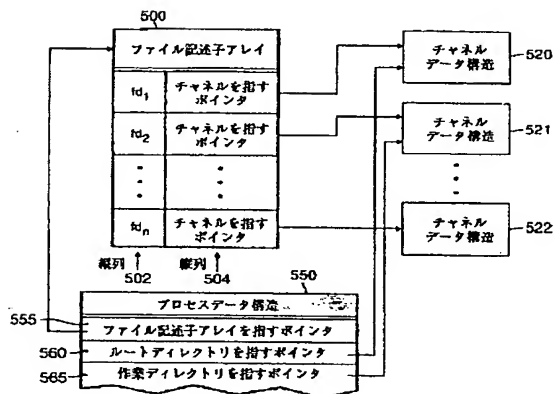 500
ファイル記述子アレイ
fd1
チャネルを指す
ポインタ
fd2
チャネルを指す
ポインタ
fdn
チャネルを指す
ポインタ
縦列
502
縦列
504
チャネル
データ構造
520
チャネル
データ構造
521
チャネル
データ構造
522
550
プロセスデータ構造
555
ファイル記述子アレイを指すポインタ
560
ルートディレクトリを指すポインタ
565
作業ディレクトリを指すポインタ